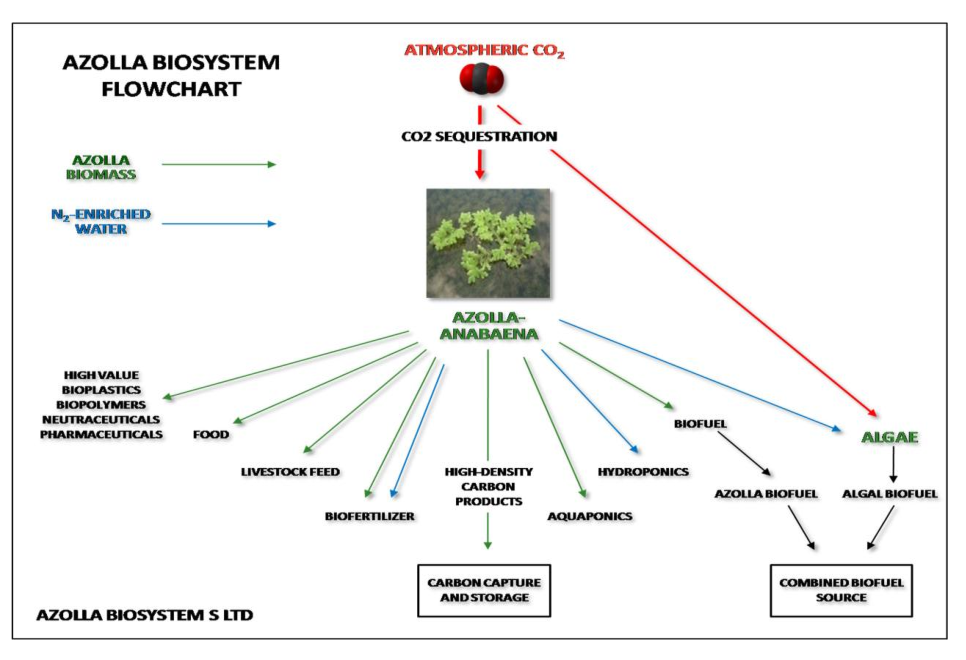 AZOLLA BIOSYSTEM
FLOWCHART
ATMOSPHERIC CO₂
CO2 SEQUESTRATION
AZOLLA
BIOMASS
N₂-ENRICHED
WATER
AZOLLA-
ANABAENA
HIGH VALUE
BIOPLASTICS
BIOPOLYMERS
NEUTRACEUTICALS
PHARMACEUTICALS
FOOD
LIVESTOCK FEED
BIOFERTILIZER
HIGH-DENSITY
CARBON
PRODUCTS
AQUAPONICS
HYDROPONICS
BIOFUEL
ALGAE
AZOLLA BIOFUEL
ALGAL BIOFUEL
CARBON CAPTURE
AND STORAGE
COMBINED BIOFUEL
SOURCE
AZOLLA BIOSYSTEM S LTD